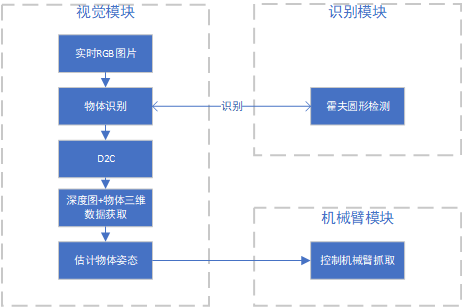 视觉模块
实时RGB图片
物体识别
D2C
深度图+物体三维
数据获取
估计物体姿态
识别
识别模块
霍夫圆形检测
机械臂模块
控制机械臂抓取